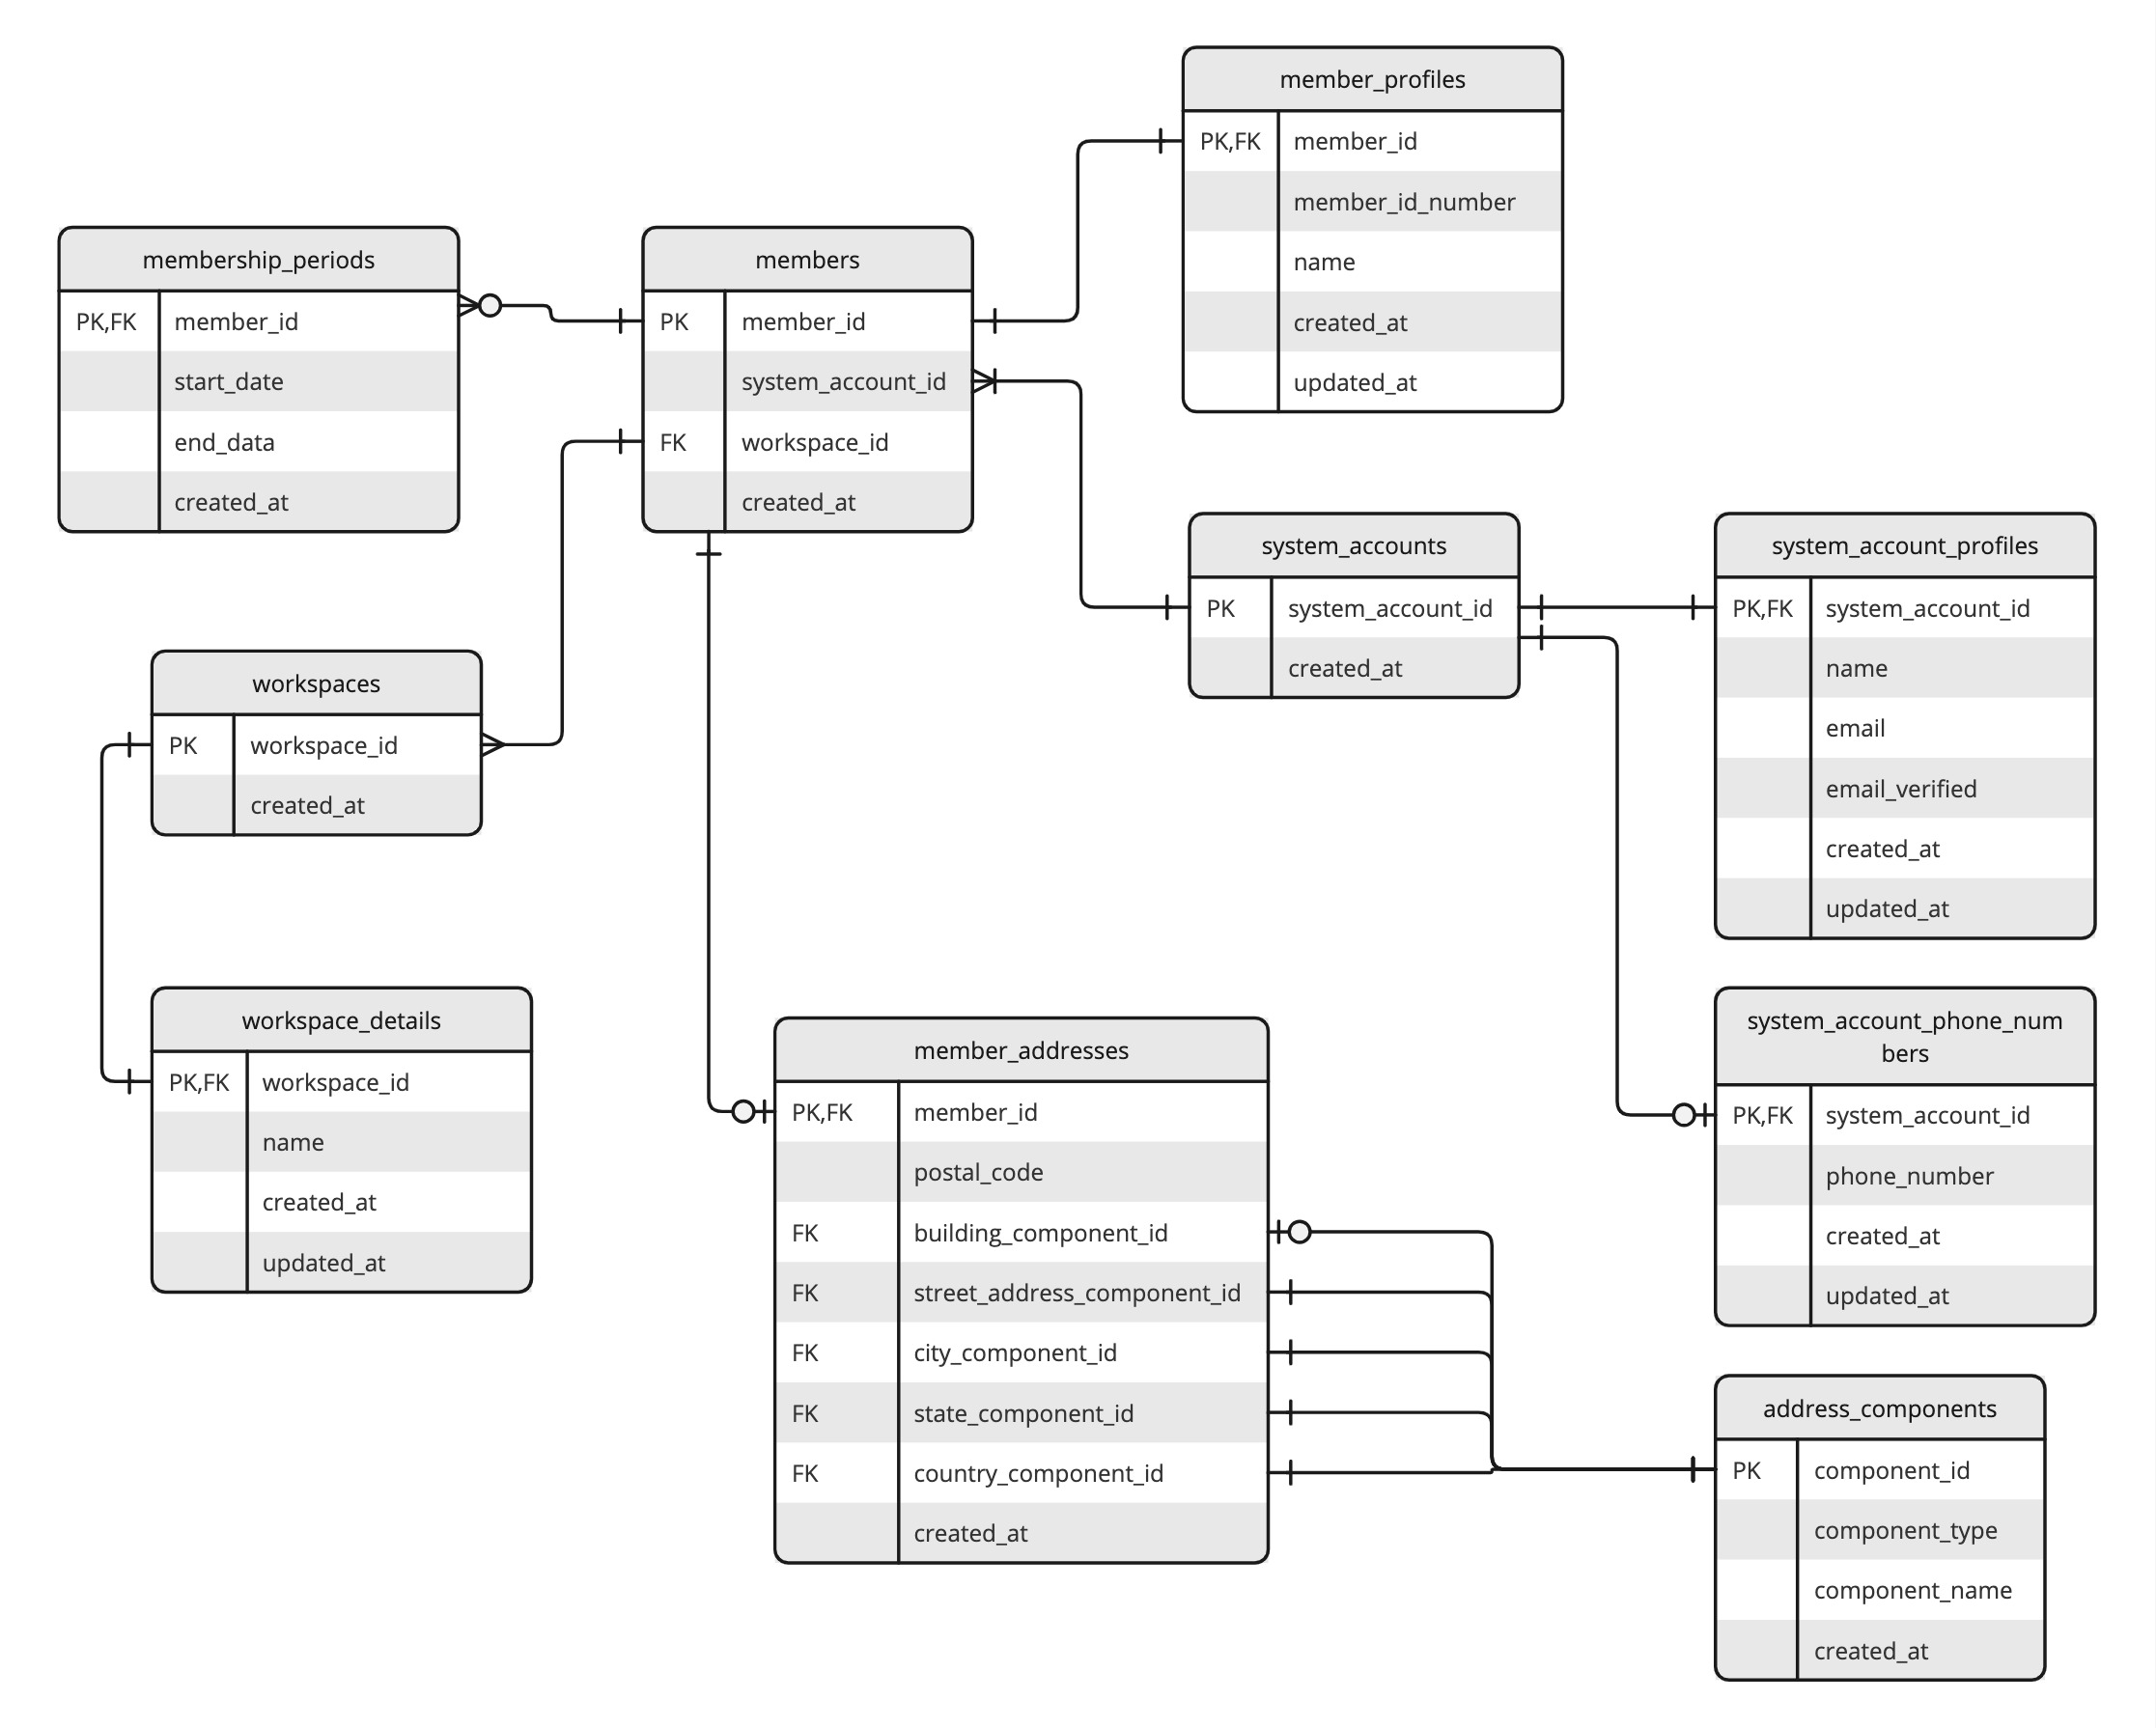 member_profiles
PK,FK member_id
member_id_number
name
created_at
updated_at
membership_periods
PK,FK member_id
start_date
end_data
created_at
members
PK member_id
system_account_id
FK workspace_id
created_at
system_accounts
PK system_account_id
created_at
system_account_profiles
PK,FK system_account_id
name
email
email_verified
created_at
updated_at
workspaces
PK workspace_id
created_at
workspace_details
PK,FK workspace_id
name
created_at
updated_at
member_addresses
PK,FK member_id
postal_code
FK building_component_id
FK street_address_component_id
FK city_component_id
FK state_component_id
FK country_component_id
created_at
system_account_phone_num
bers
PK,FK system_account_id
phone_number
created_at
updated_at
address_components
PK component_id
component_type
component_name
created_at